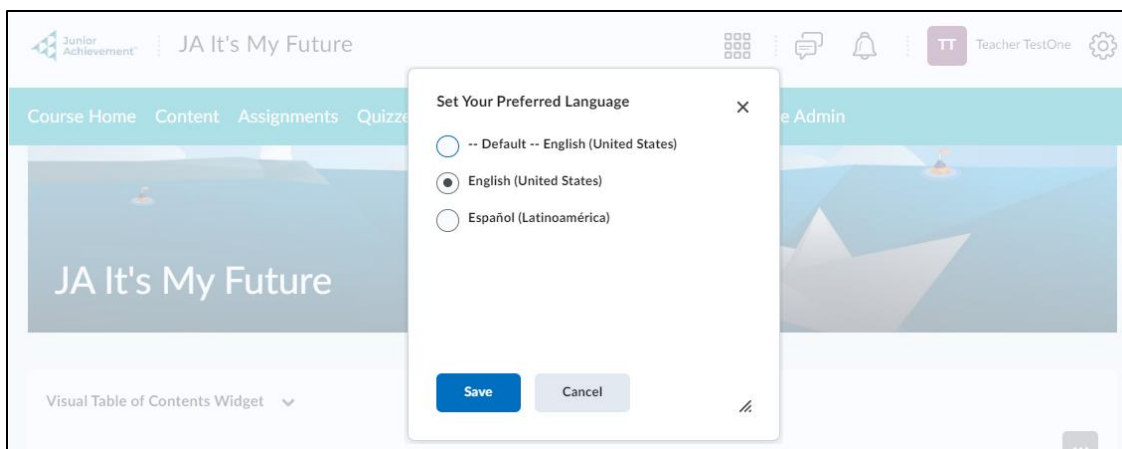 Junior
Achievement
JA It's My Future
TT
Teacher TestOne
Set Your Preferred Language
Course Home Content Assignments
Admin
-- Default -- English (United States)
English (United States)
Español (Latinoamérica)
JA It's My Future
Save
Cancel
Visual Table of Contents Widget